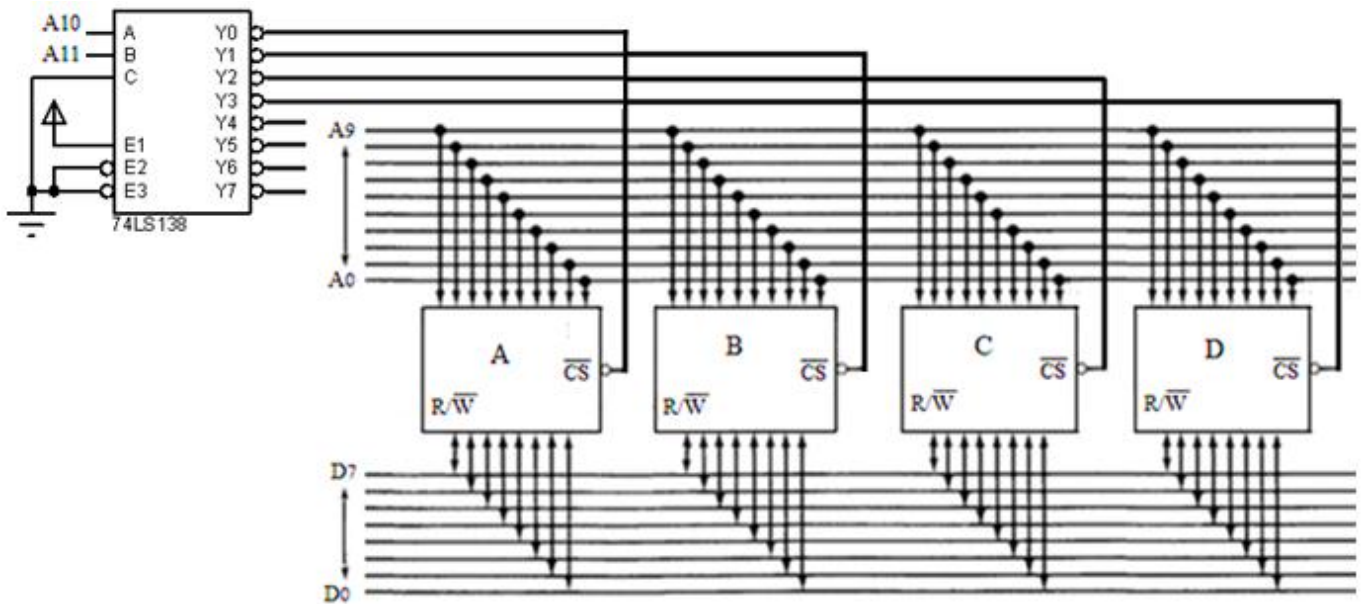 A10 A Y0
A11 B Y1
C Y2
Y3
Y4
E1 Y5
E2 Y6
E3 Y7
74LS138
A9
A0
A B C D
CS CS CS CS
R/W R/W R/W R/W
D7
D0